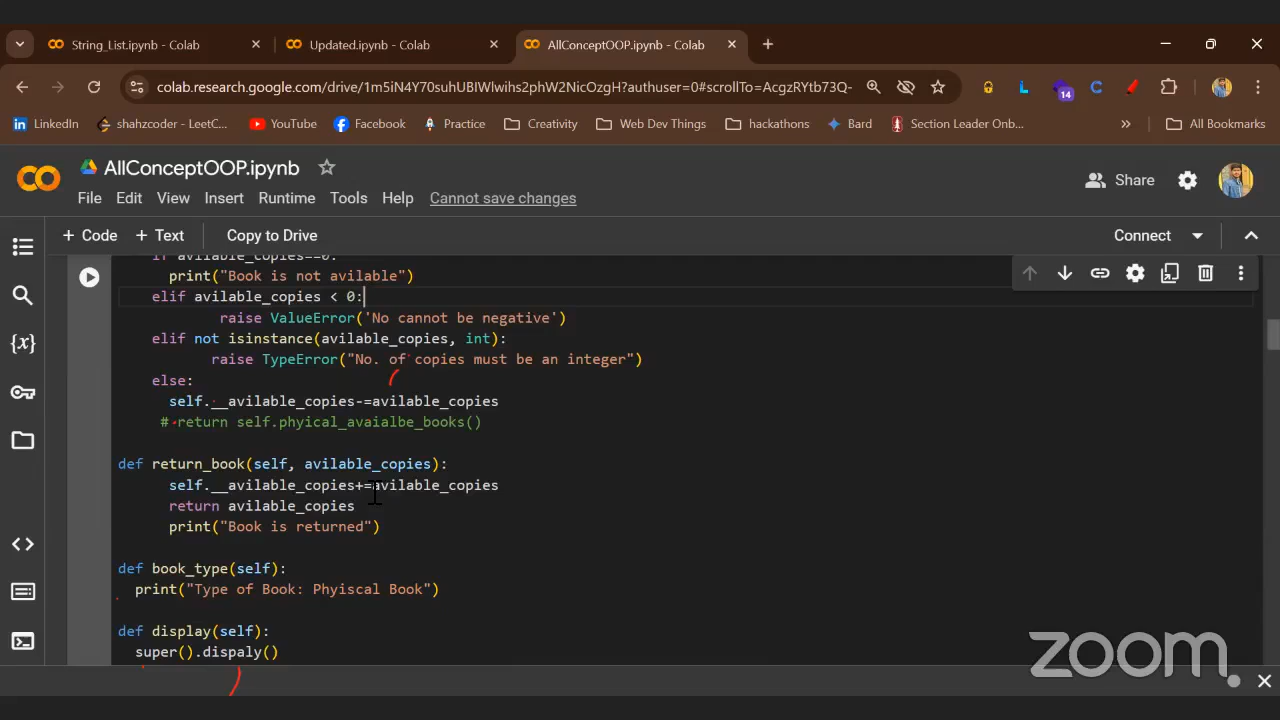 String_List.ipynb - Colab
Updated.ipynb - Colab
AllConceptOOP.ipynb - Colab
colab.research.google.com/drive/1m5iN4Y70suhUBIWlwihs2phW2NicOzgH?authuser=0#scrollTo=AcgzRYtb73Q-
14
LinkedIn
shahzcoder - LeetC...
YouTube
Facebook
Practice
Creativity
Web Dev Things
hackathons
Bard
Section Leader Onb...
All Bookmarks
AllConceptOOP.ipynb
File Edit View Insert Runtime Tools Help Cannot save changes
Share
+ Code + Text Copy to Drive
Connect
if avilable_copies==0:
print("Book is not avilable")
elif avilable_copies < 0:
raise ValueError('No cannot be negative')
elif not isinstance(avilable_copies, int):
raise TypeError("No. of copies must be an integer")
else:
self.__avilable_copies-=avilable_copies
# return self.phyical_avaialbe_books()
def return_book(self, avilable_copies):
self.__avilable_copies+=avilable_copies
return avilable_copies
print("Book is returned")
def book_type(self):
print("Type of Book: Phyiscal Book")
def display(self):
super().dispaly()
zoom